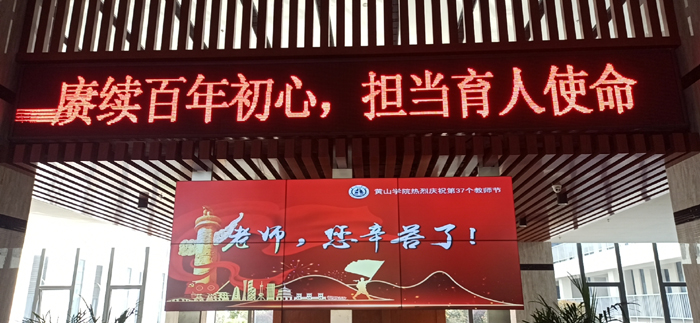 赓续百年初心，担当育人使命
黄山学院热烈庆祝第37个教师节
老师，您辛苦了！